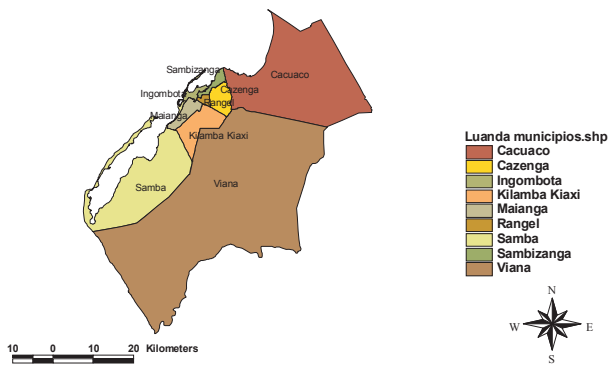 Sambizanga
Cacuaco
Cazenga
Ingombota
Rangel
Maianga
Kilamba Kiaxi
Samba
Viana
Luanda municipios.shp
Cacuaco
Cazenga
Ingombota
Kilamba Kiaxi
Maianga
Rangel
Samba
Sambizanga
Viana
N
W E
S
10 0 10 20 Kilometers